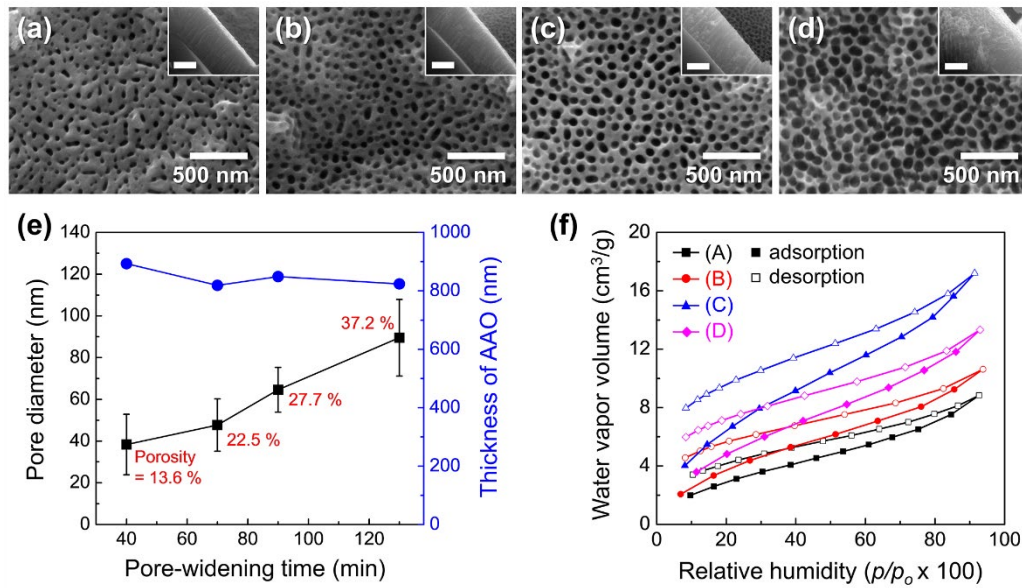 (a)
500 nm
(b)
500 nm
(c)
500 nm
(d)
500 nm
(e)
140
120
100
80
60
40
20
0
Pore diameter (nm)
Porosity
= 13.6 %
22.5 %
27.7 %
37.2 %
1000
800
600
400
200
0
Thickness of AAO (nm)
40 60 80 100 120
Pore-widening time (min)
(f)
20
16
12
8
4
0
Water vapor volume (cm³/g)
(A) adsorption
(B) desorption
(C)
(D)
0 20 40 60 80 100
Relative humidity (p/pₒ x 100)